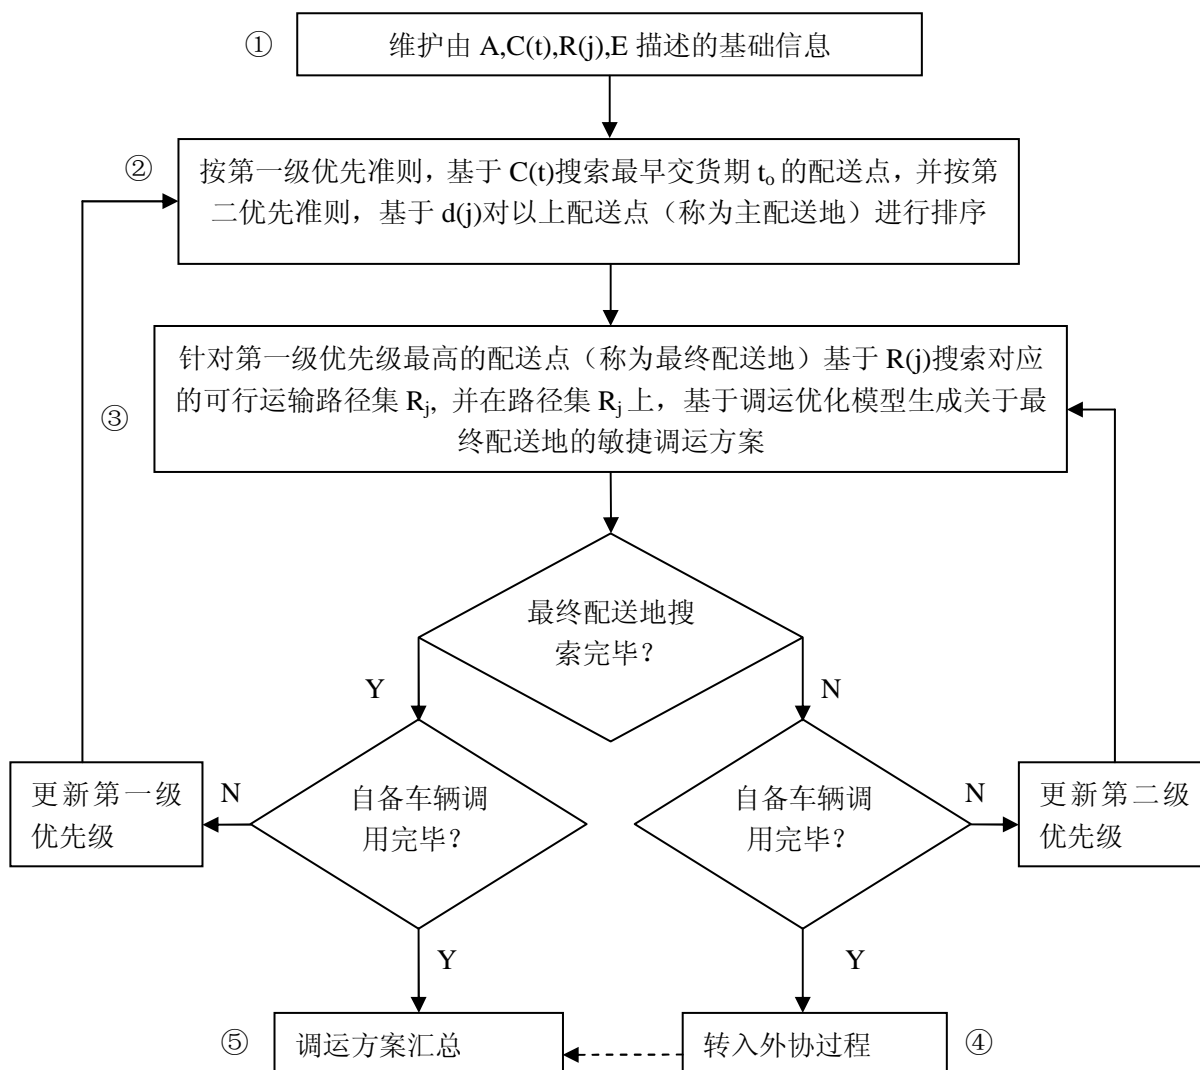 ①
维护由 A,C(t),R(j),E 描述的基础信息
②
按第一级优先准则，基于 C(t)搜索最早交货期 tₒ 的配送点，并按第
二优先准则，基于 d(j)对以上配送点（称为主配送地）进行排序
③
针对第一级优先级最高的配送点（称为最终配送地）基于 R(j)搜索对应
的可行运输路径集 Rⱼ, 并在路径集 Rⱼ 上，基于调运优化模型生成关于最
终配送地的敏捷调运方案
最终配送地搜
索完毕？
Y
N
更新第一级
优先级
N
自备车辆调
用完毕？
自备车辆调
用完毕？
N
更新第二级
优先级
Y
Y
⑤
调运方案汇总
转入外协过程
④